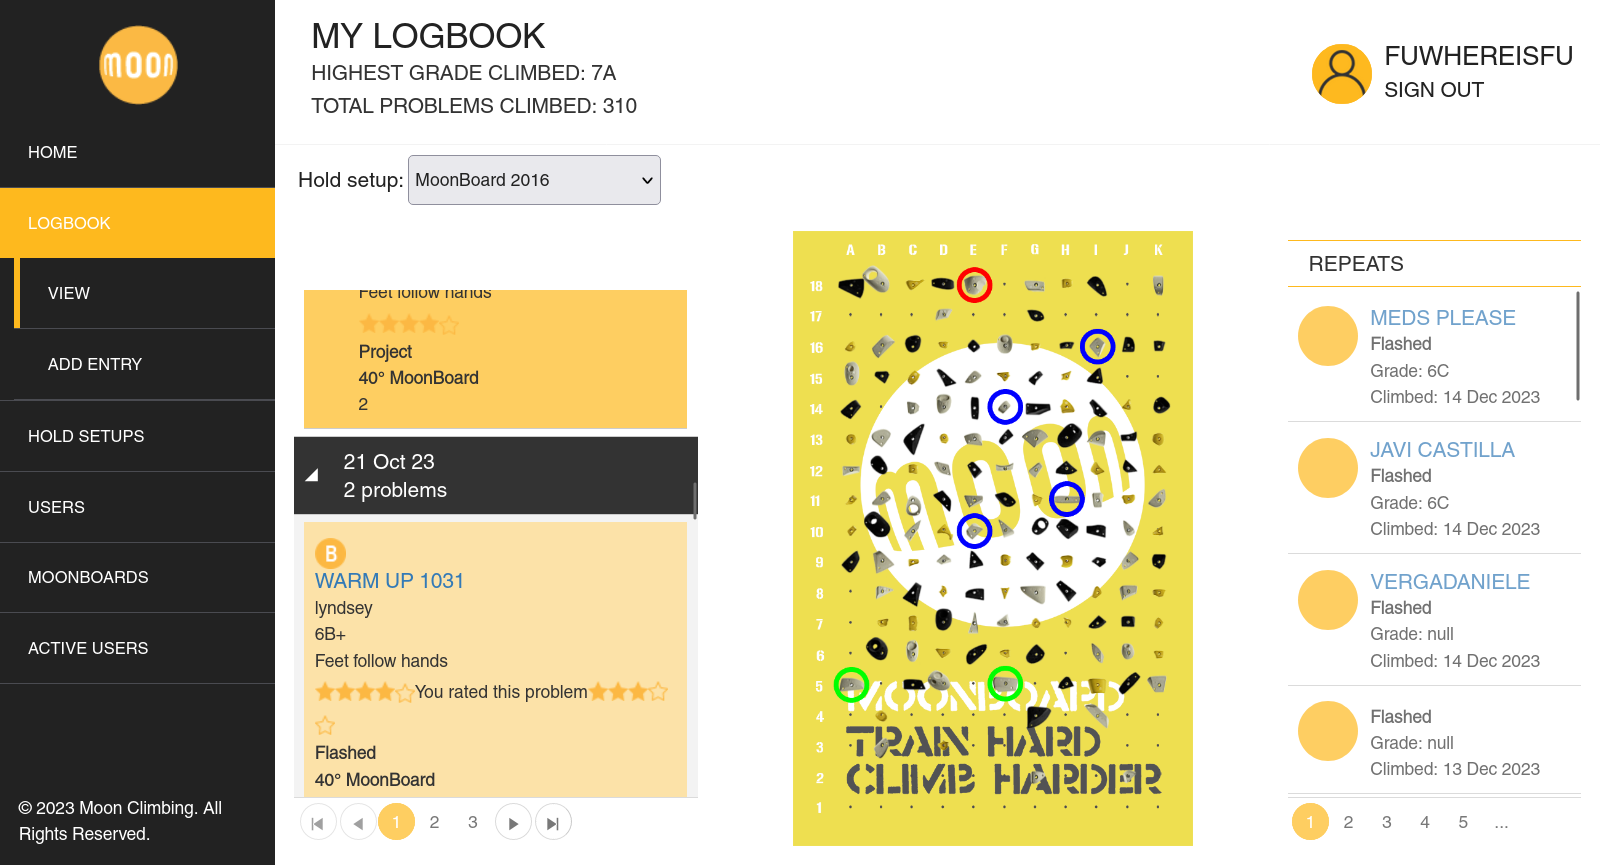 moon
HOME
LOGBOOK
VIEW
ADD ENTRY
HOLD SETUPS
USERS
MOONBOARDS
ACTIVE USERS
© 2023 Moon Climbing. All
Rights Reserved.
MY LOGBOOK
HIGHEST GRADE CLIMBED: 7A
TOTAL PROBLEMS CLIMBED: 310
FUWHEREISFU
SIGN OUT
Hold setup: MoonBoard 2016
Feet follow hands
Project
40° MoonBoard
2
21 Oct 23
2 problems
B
WARM UP 1031
lyndsey
6B+
Feet follow hands
You rated this problem
Flashed
40° MoonBoard
1 2 3
A B C D E F G H I J K
18
17
16
15
14
13
12
11
10
9
8
7
6
5
4
3
2
1
moon
MOONBOARD
TRAIN HARD
CLIMB HARDER
REPEATS
MEDS PLEASE
Flashed
Grade: 6C
Climbed: 14 Dec 2023
JAVI CASTILLA
Flashed
Grade: 6C
Climbed: 14 Dec 2023
VERGADANIELE
Flashed
Grade: null
Climbed: 14 Dec 2023
Flashed
Grade: null
Climbed: 13 Dec 2023
1 2 3 4 5 ...